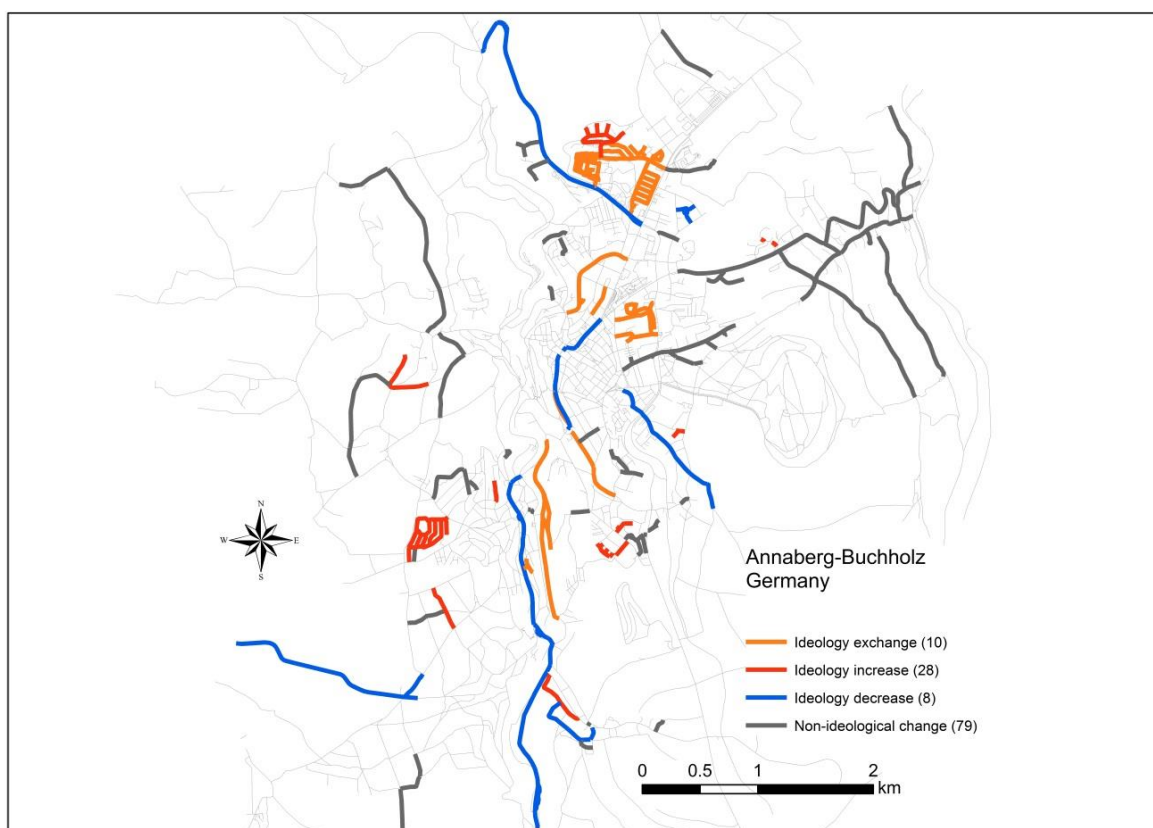 N
W E
S
Annaberg-Buchholz
Germany
Ideology exchange (10)
Ideology increase (28)
Ideology decrease (8)
Non-ideological change (79)
0 0.5 1 2
km